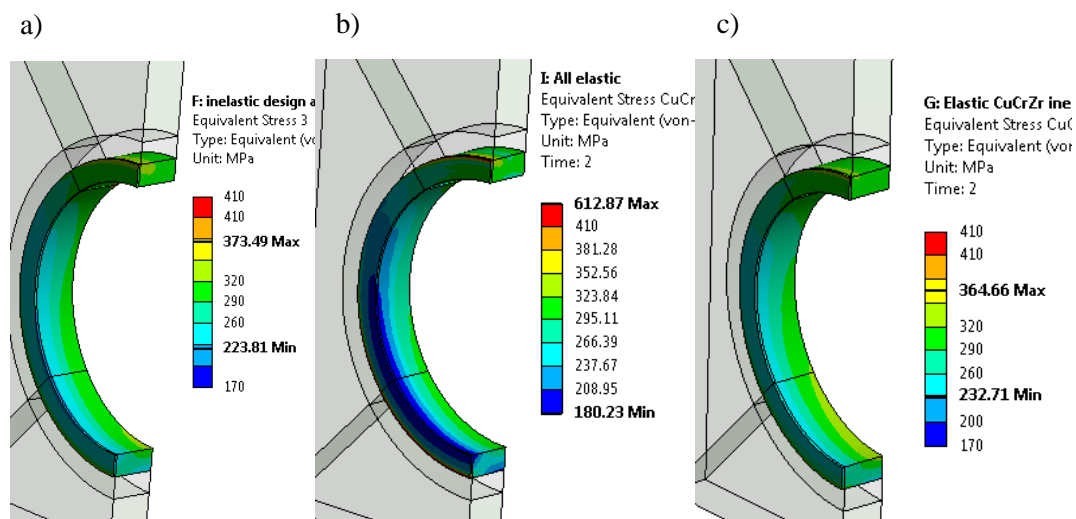 a)
b)
c)
F: inelastic design a
Equivalent Stress 3
Type: Equivalent (vo
Unit: MPa
410
410
373.49 Max
320
290
260
223.81 Min
170
I: All elastic
Equivalent Stress CuCr
Type: Equivalent (von-
Unit: MPa
Time: 2
612.87 Max
410
381.28
352.56
323.84
295.11
266.39
237.67
208.95
180.23 Min
G: Elastic CuCrZr ine
Equivalent Stress CuC
Type: Equivalent (von
Unit: MPa
Time: 2
410
410
364.66 Max
320
290
260
232.71 Min
200
170